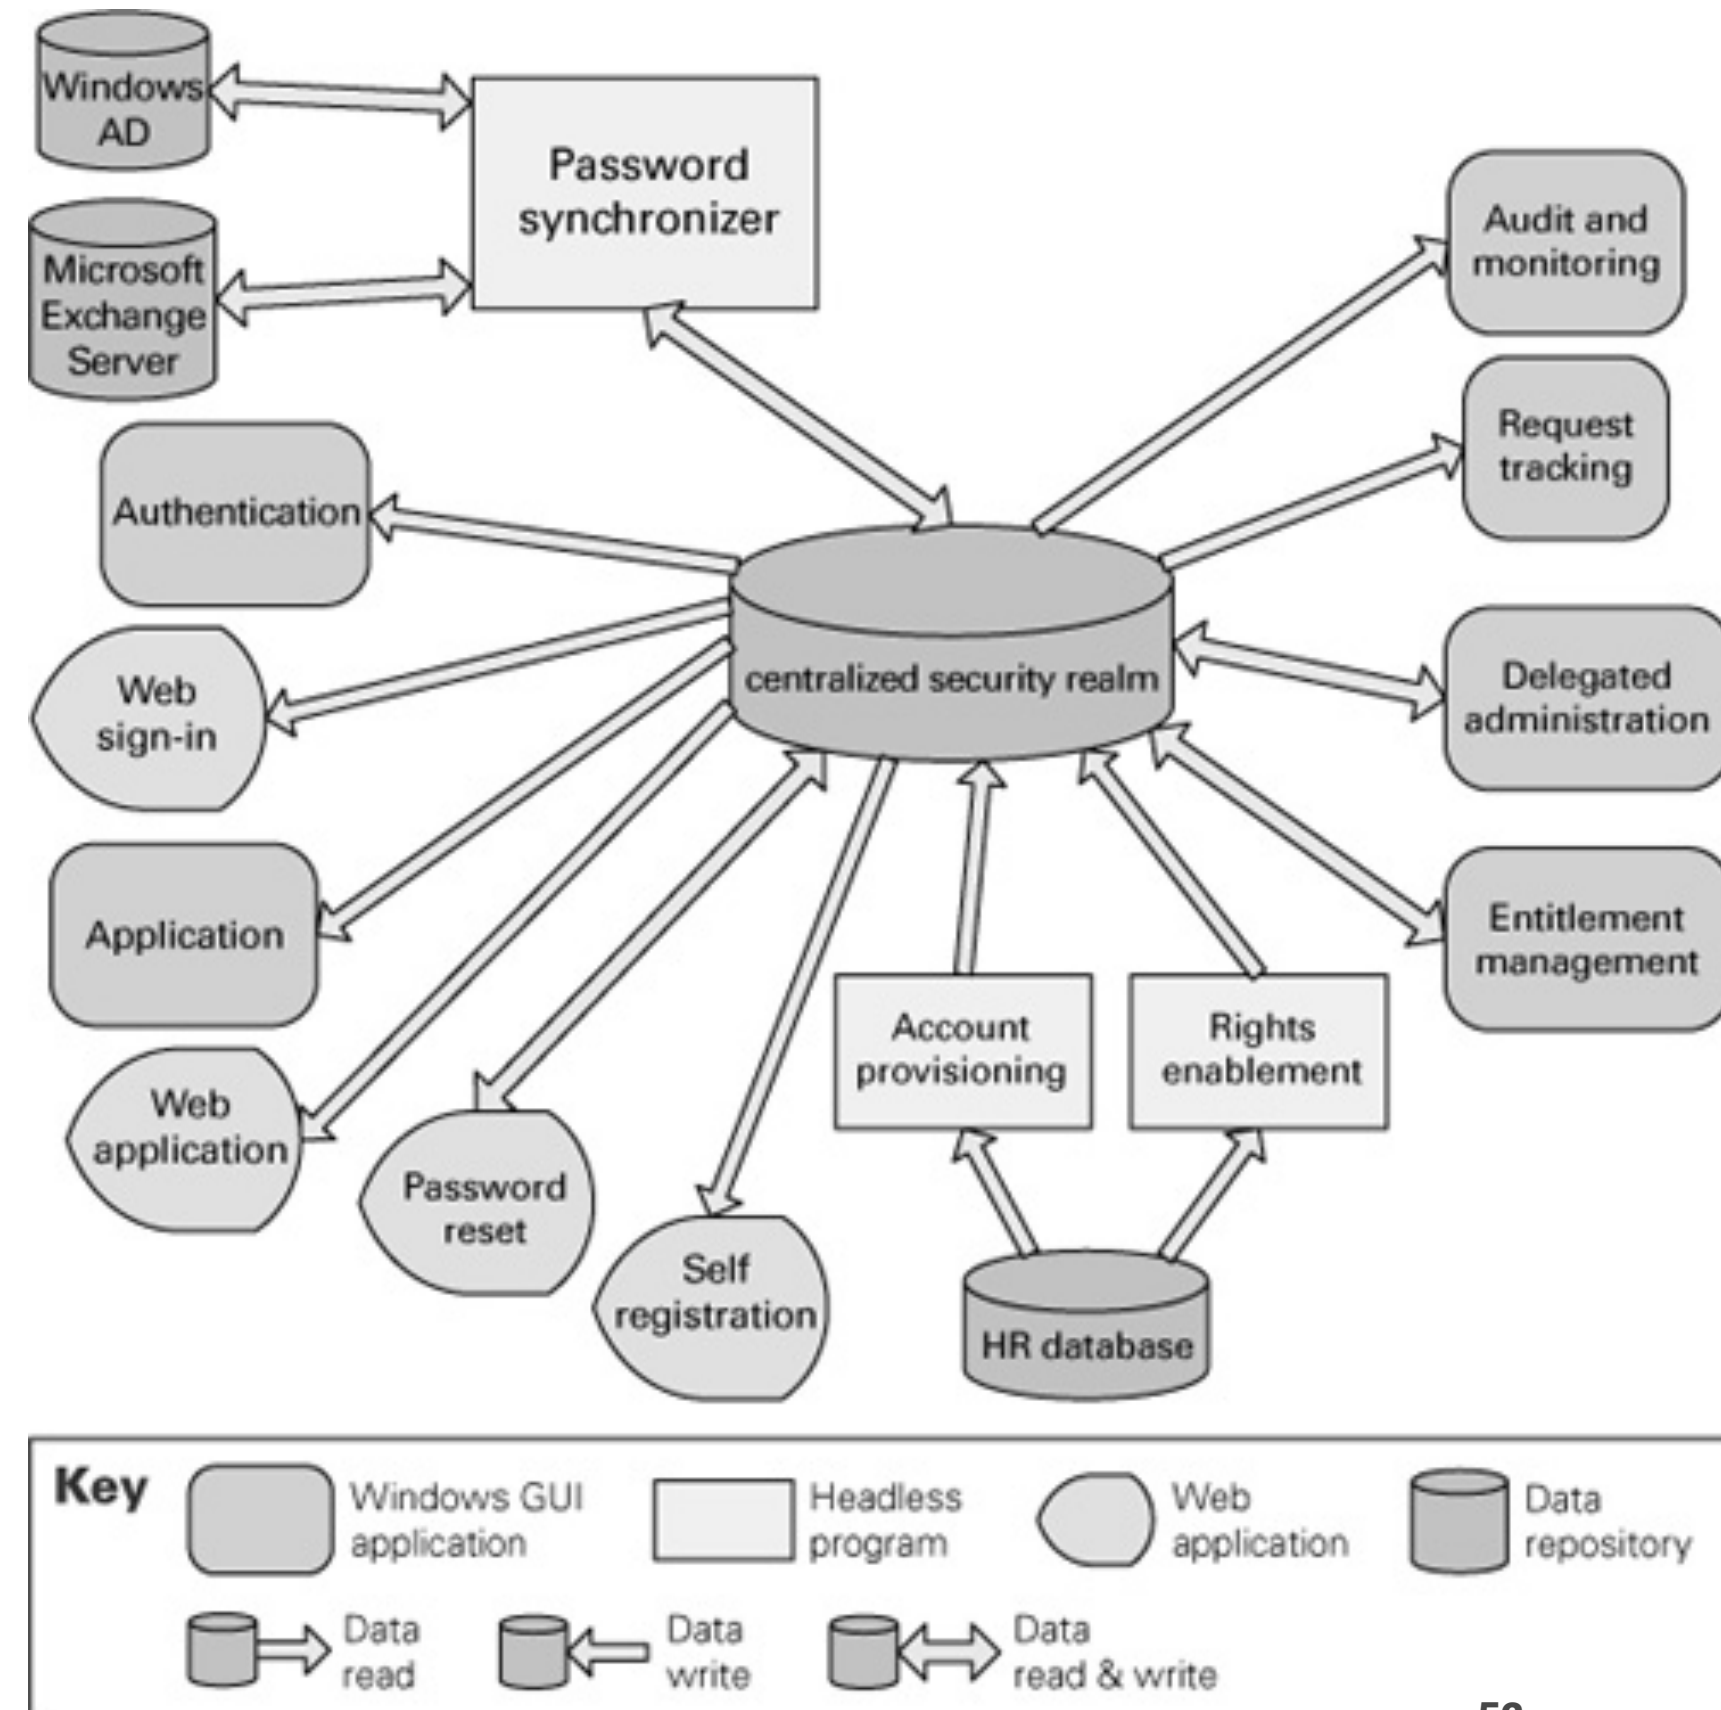 Windows
AD
Password
synchronizer
Microsoft
Exchange
Server
Audit and
monitoring
Request
tracking
Authentication
centralized security realm
Web
sign-in
Delegated
administration
Application
Entitlement
management
Web
application
Password
reset
Self
registration
Account
provisioning
Rights
enablement
HR database
Key
Windows GUI
application
Headless
program
Web
application
Data
repository
Data
read
Data
write
Data
read & write